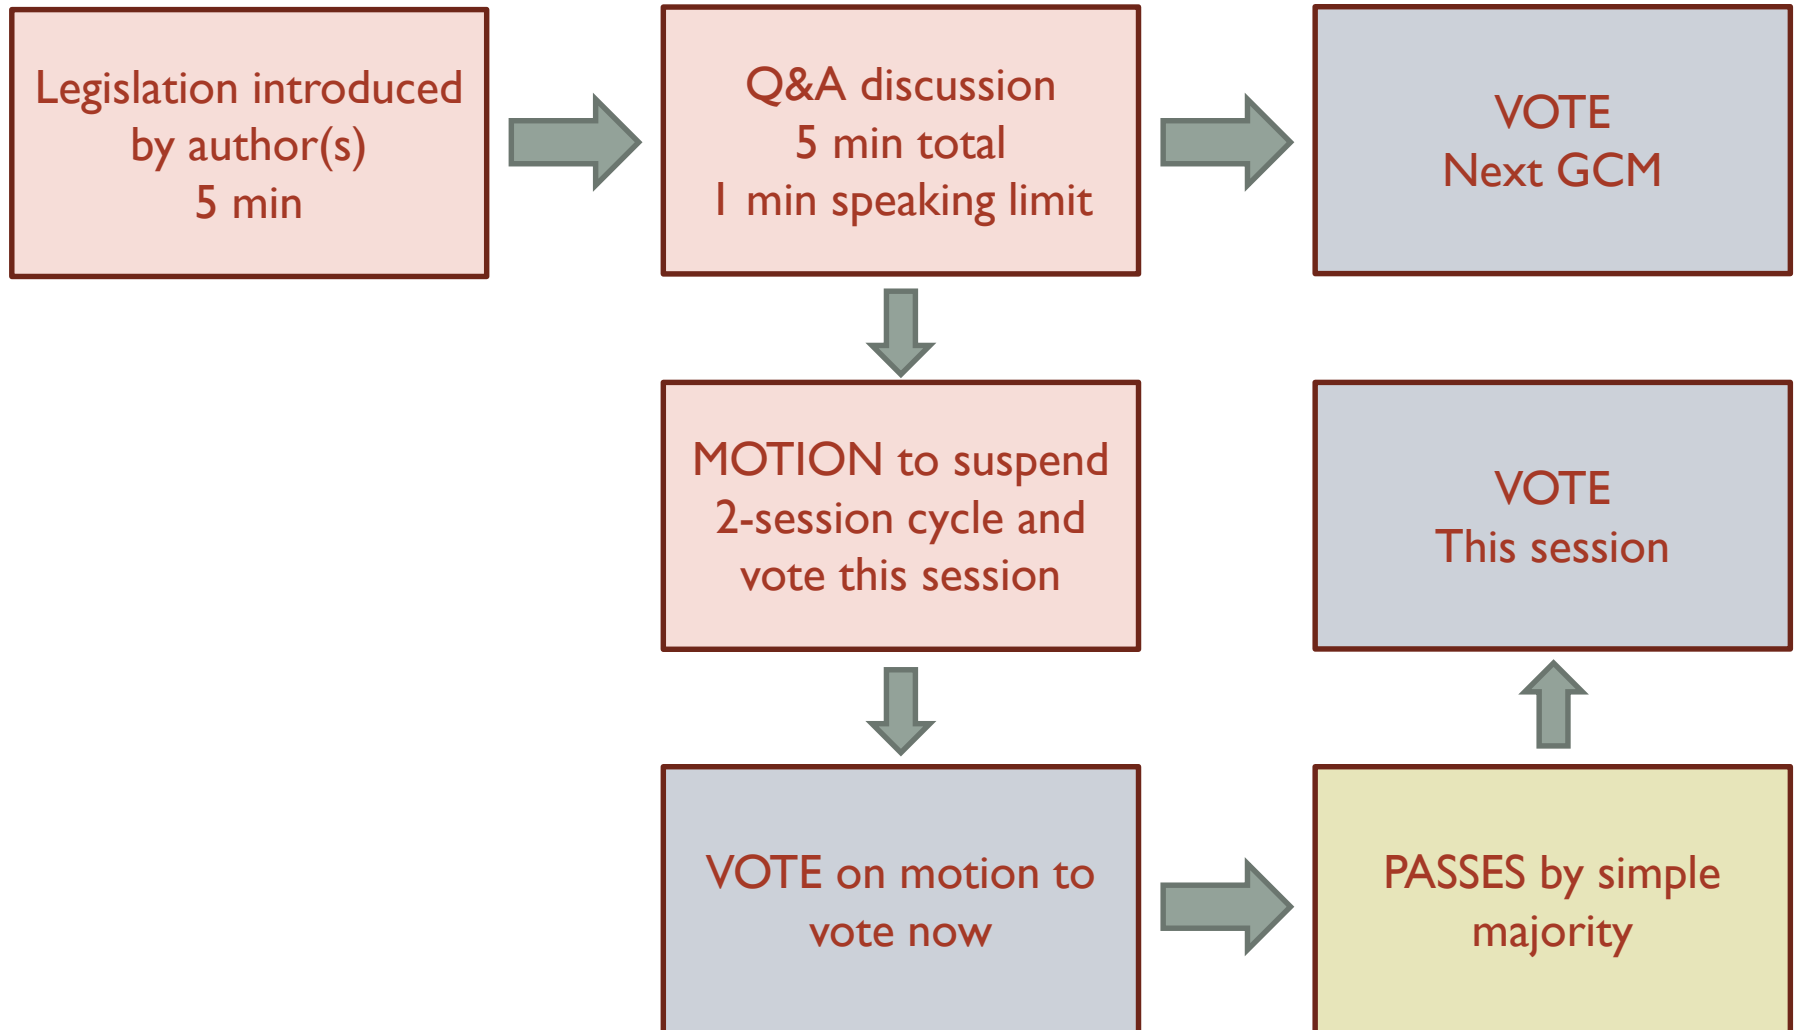 Legislation introduced
by author(s)
5 min
Q&A discussion
5 min total
1 min speaking limit
VOTE
Next GCM
MOTION to suspend
2-session cycle and
vote this session
VOTE
This session
VOTE on motion to
vote now
PASSES by simple
majority